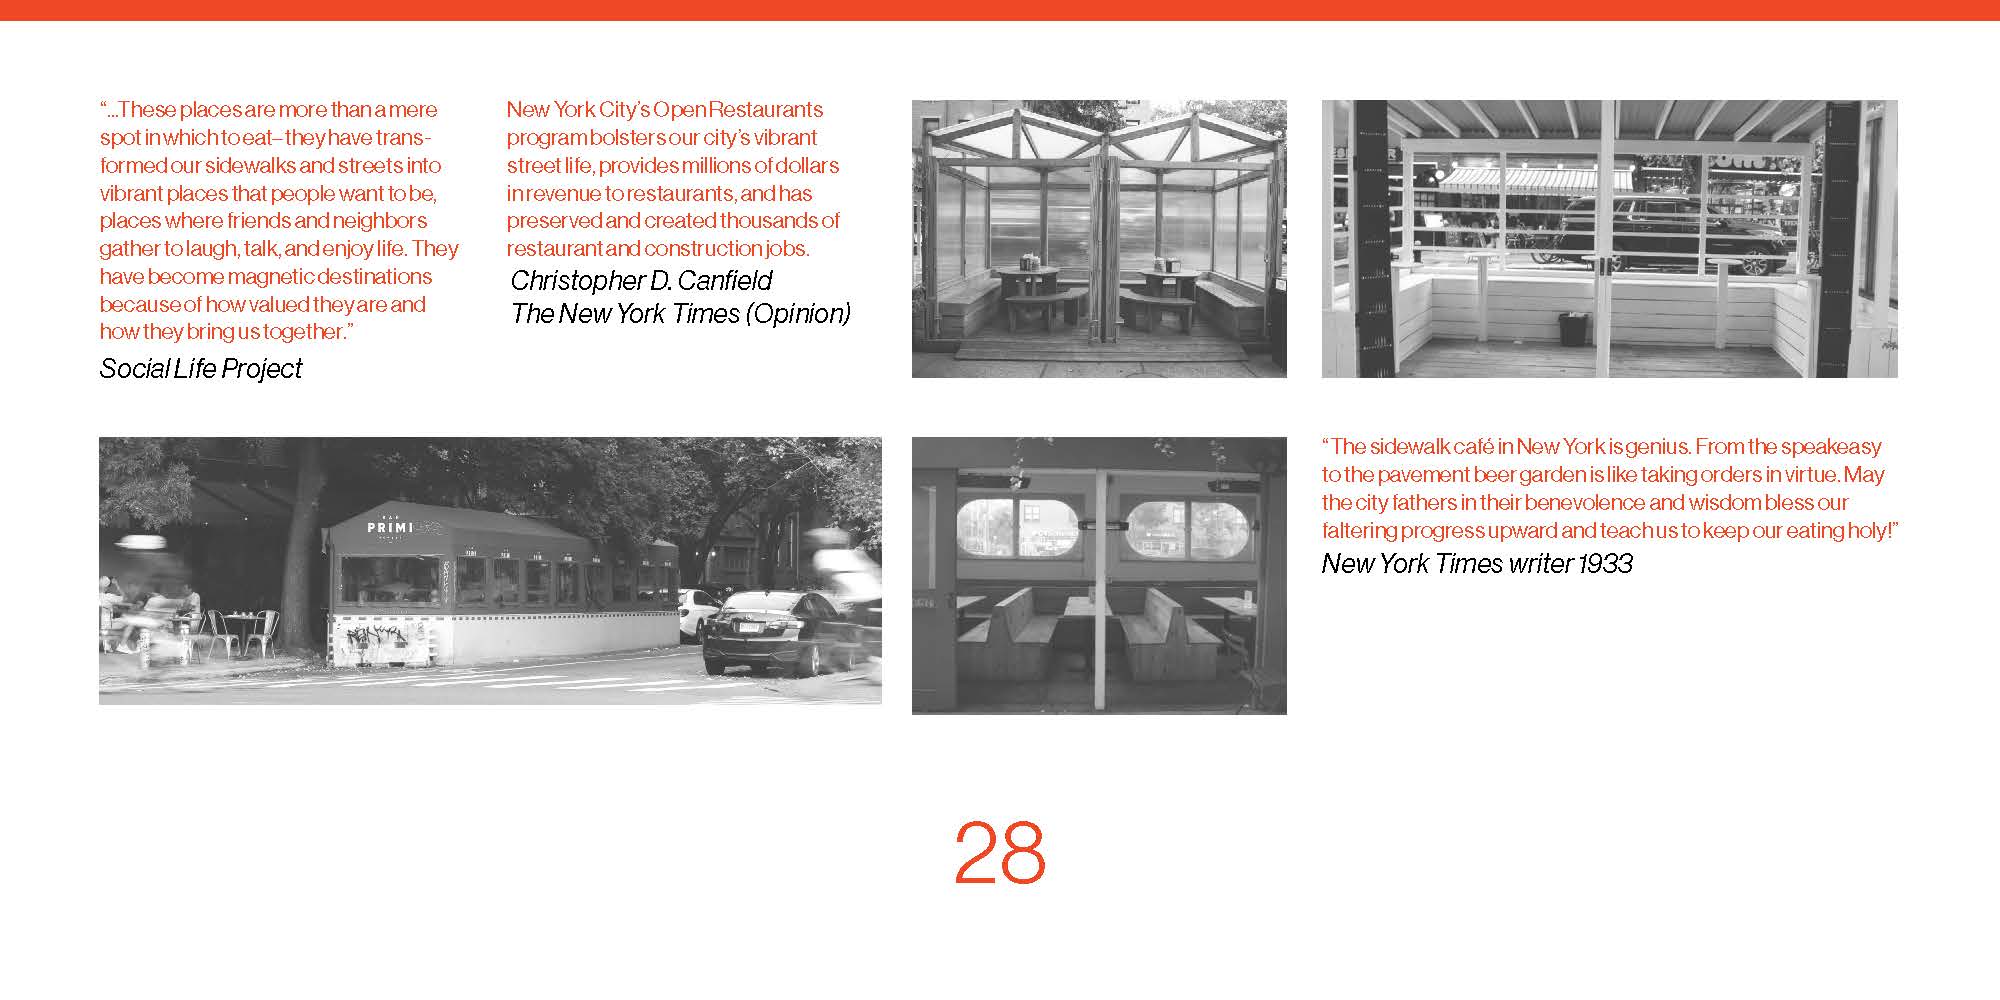 “...These places are more than a mere
spot in which to eat–they have trans-
formed our sidewalks and streets into
vibrant places that people want to be,
places where friends and neighbors
gather to laugh, talk, and enjoy life. They
have become magnetic destinations
because of how valued they are and
how they bring us together.”
Social Life Project
New York City’s Open Restaurants
program bolsters our city’s vibrant
street life, provides millions of dollars
in revenue to restaurants, and has
preserved and created thousands of
restaurant and construction jobs.
Christopher D. Canfield
The New York Times (Opinion)
BAR
PRIMI
“The sidewalk café in New York is genius. From the speakeasy
to the pavement beer garden is like taking orders in virtue. May
the city fathers in their benevolence and wisdom bless our
faltering progress upward and teach us to keep our eating holy!”
New York Times writer 1933
28